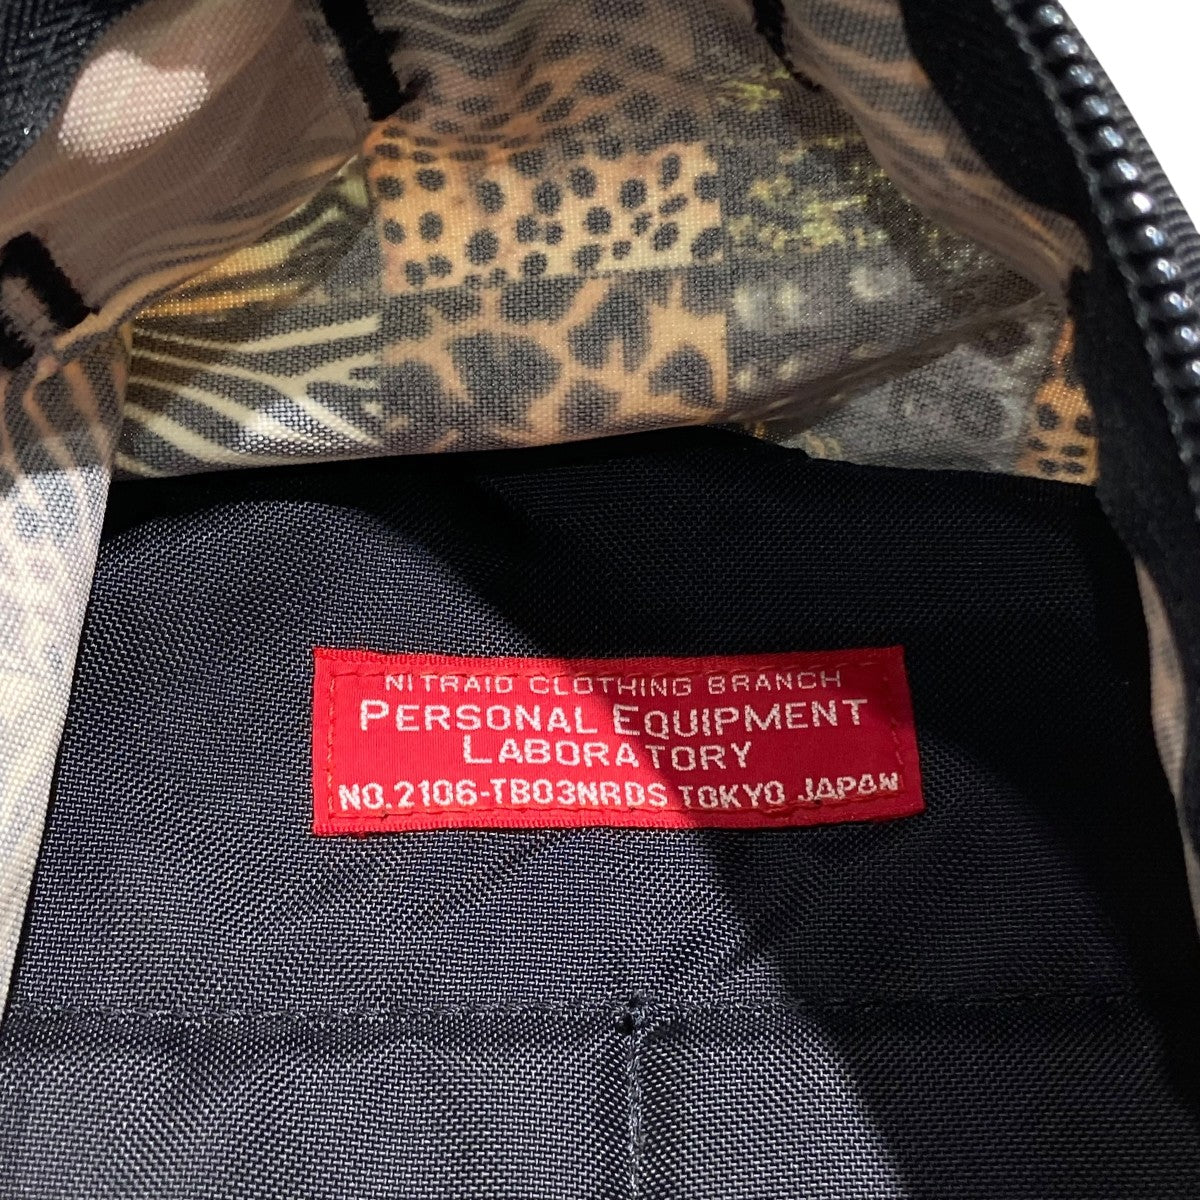 NITRAID CLOTHING BRANCH
PERSONAL EQUIPMENT
LABORATORY
NO.2106-TB03NRDS TOKYO JAPAN